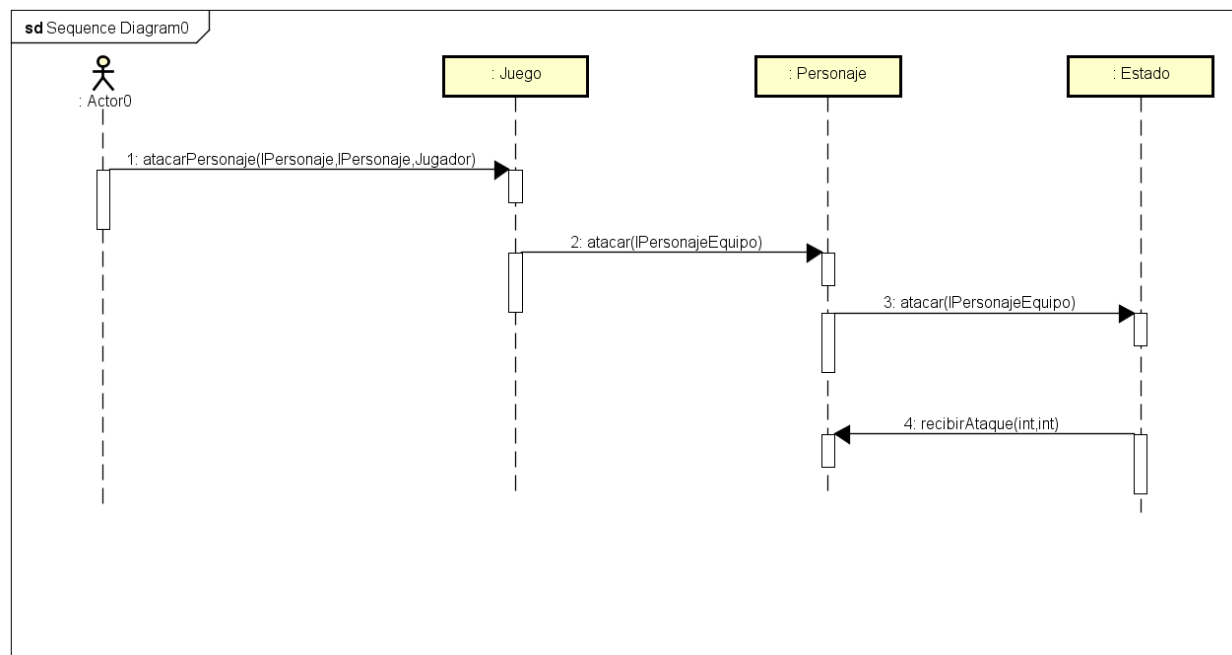 sd Sequence Diagram0
: Actor0
: Juego
: Personaje
: Estado
1: atacarPersonaje(IPersonaje,IPersonaje,Jugador)
2: atacar(IPersonajeEquipo)
3: atacar(IPersonajeEquipo)
4: recibirAtaque(int,int)